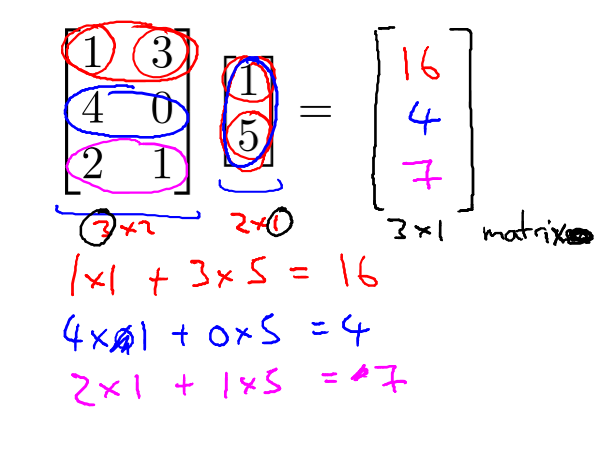 1 3 1 16
4 0 = 4
2 1 5 7
3×2 2×1 3×1 matrix
1×1 + 3×5 = 16
4×1 + 0×5 = 4
2×1 + 1×5 = 7